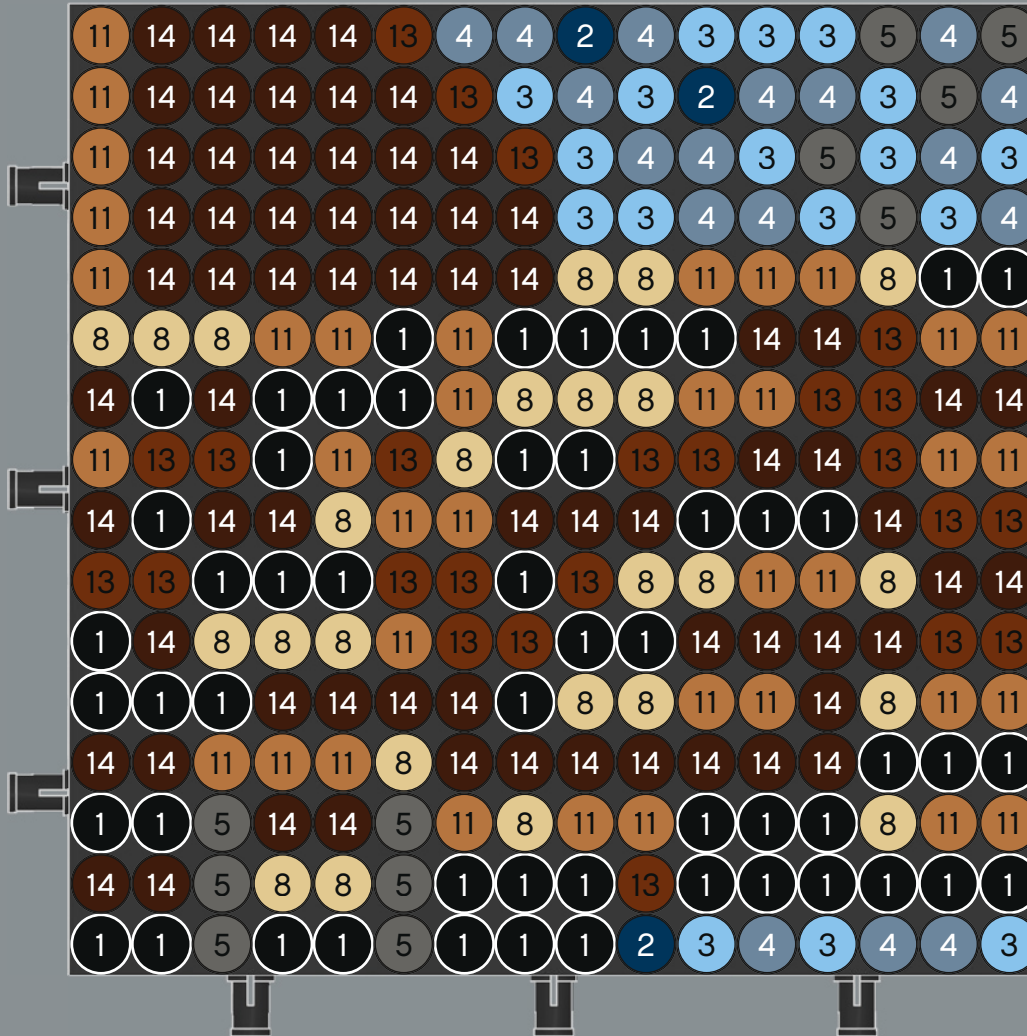 11 14 14 14 14 13 4 4 2 4 3 3 3 5 4 5
11 14 14 14 14 14 13 3 4 3 2 4 4 3 5 4
11 14 14 14 14 14 14 13 3 4 4 3 5 3 4 3
11 14 14 14 14 14 14 14 3 3 4 4 3 5 3 4
11 14 14 14 14 14 14 14 8 8 11 11 11 8 1 1
8 8 8 11 11 1 11 1 1 1 1 14 14 13 11 11
14 1 14 1 1 1 11 8 8 8 11 11 13 13 14 14
11 13 13 1 11 13 8 1 1 13 13 14 14 13 11 11
14 1 14 14 8 11 11 14 14 14 1 1 1 14 13 13
13 13 1 1 1 13 13 1 13 8 8 11 11 8 14 14
1 14 8 8 8 11 13 13 1 1 14 14 14 14 13 13
1 1 1 14 14 14 14 1 8 8 11 11 14 8 11 11
14 14 11 11 11 8 14 14 14 14 14 14 14 1 1 1
1 1 5 14 14 5 11 8 11 11 1 1 1 8 11 11
14 14 5 8 8 5 1 1 1 13 1 1 1 1 1 1
1 1 5 1 1 5 1 1 1 2 3 4 3 4 4 3